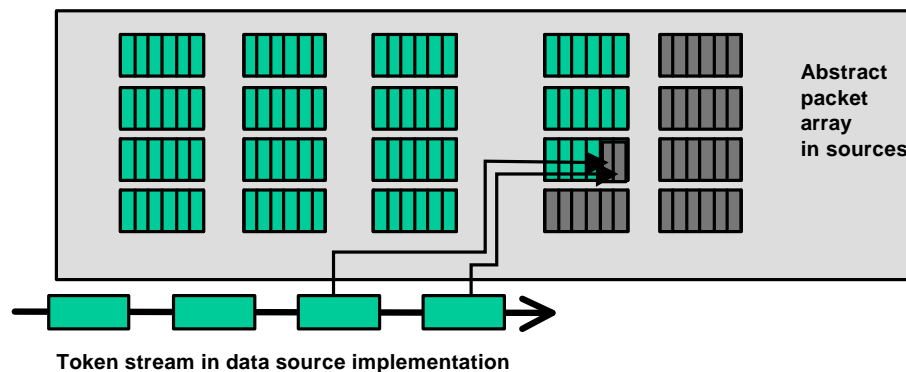 Abstract
packet
array
in sources
Token stream in data source implementation